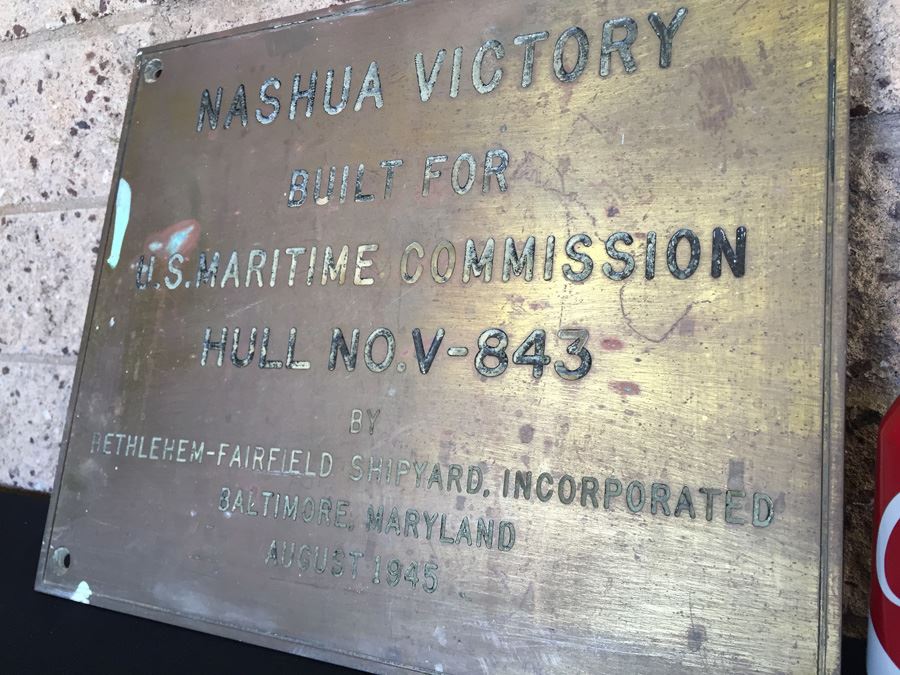 NASHUA VICTORY
BUILT FOR
U.S. MARITIME COMMISSION
HULL NO. V-843
BY
BETHLEHEM-FAIRFIELD SHIPYARD, INCORPORATED
BALTIMORE, MARYLAND
AUGUST 1945